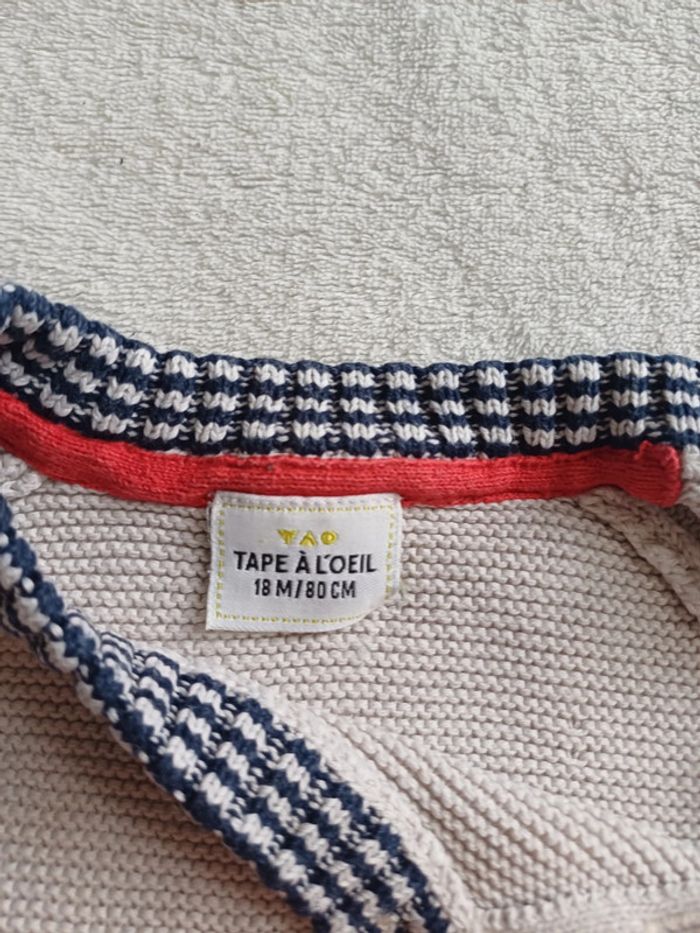 TAO
TAPE À L'OEIL
18 M/80 CM